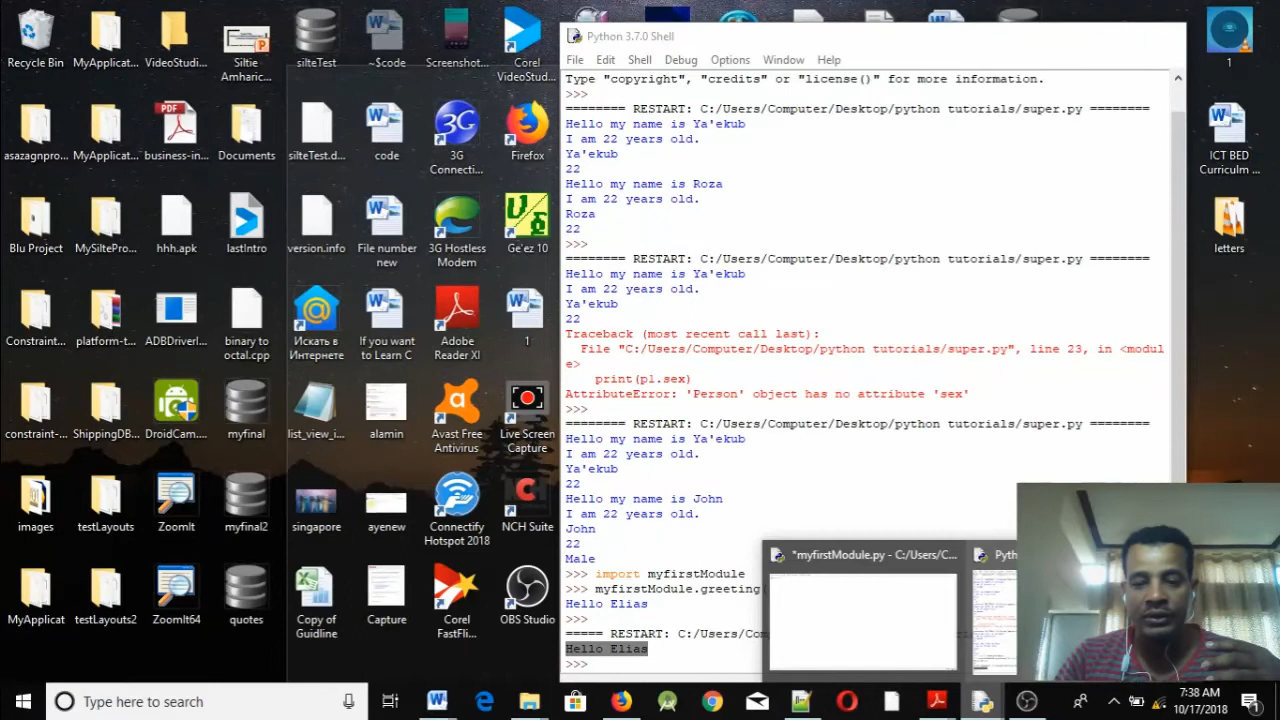 Recycle Bin
MyApplica...
VideoStudi...
Siltie
Amharic...
silteTest
~$code
Screenshot...
Corel
VideoStud...
1
asazagnpro...
MyApplicat...
business-in...
Documents
silteTest.d...
code
3G
Connecti...
Firefox
ICT BED
Curriculm ...
Blu Project
MySiltePro...
hhh.apk
lastIntro
version.info
File number
new
3G Hostless
Modem
Ge'ez 10
letters
Constraint...
platform-t...
ADBDriverI...
binary to
octal.cpp
Искать в
Интернете
If you want
to Learn C
Adobe
Reader XI
1
constraint-...
ShippingDB...
DroidCam....
myfinal
list_view_i...
alamin
Avast Free
Antivirus
Live Screen
Capture
images
testLayouts
ZoomIt
myfinal2
singapore
ayenew
Connectify
Hotspot 2018
NCH Suite
MyApplicat
testLayouts2
ZoomIt
quotes
Copy of
Guidline
Capture
Corel
FastFli...
OBS Studio
Python 3.7.0 Shell
File Edit Shell Debug Options Window Help
Type "copyright", "credits" or "license()" for more information.
>>>
======== RESTART: C:/Users/Computer/Desktop/python tutorials/super.py ========
Hello my name is Ya'ekub
I am 22 years old.
Ya'ekub
22
Hello my name is Roza
I am 22 years old.
Roza
22
>>>
======== RESTART: C:/Users/Computer/Desktop/python tutorials/super.py ========
Hello my name is Ya'ekub
I am 22 years old.
Ya'ekub
22
Traceback (most recent call last):
File "C:/Users/Computer/Desktop/python tutorials/super.py", line 23, in <modul
e>
print(p1.sex)
AttributeError: 'Person' object has no attribute 'sex'
>>>
======== RESTART: C:/Users/Computer/Desktop/python tutorials/super.py ========
Hello my name is Ya'ekub
I am 22 years old.
Ya'ekub
22
Hello my name is John
I am 22 years old.
John
22
Male
>>> import myfirstModule
>>> myfirstModule.greeting(
Hello Elias
>>>
===== RESTART: C:/Users/Com
Hello Elias
>>>
*myfirstModule.py - C:/Users/C...
Pyth
Type here to search
7:38 AM
10/17/2018